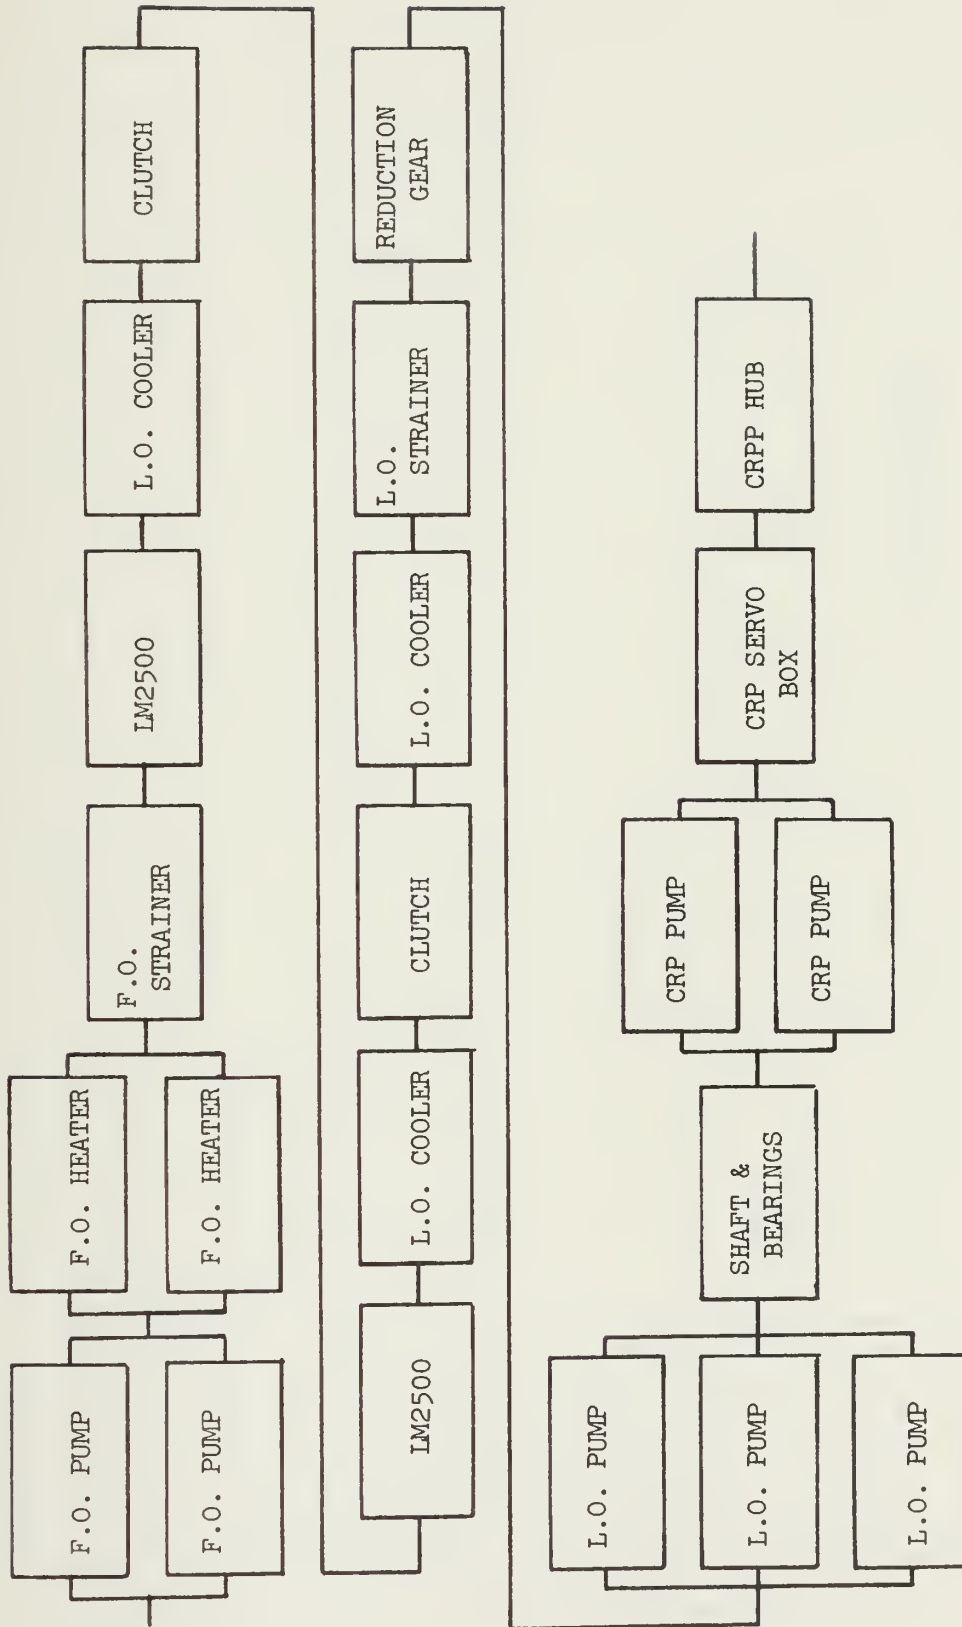 F.O. PUMP
F.O. PUMP
F.O. HEATER
F.O. HEATER
F.O.
STRAINER
LM2500
L.O. COOLER
CLUTCH
LM2500
L.O. COOLER
CLUTCH
L.O. COOLER
L.O.
STRAINER
REDUCTION
GEAR
L.O. PUMP
L.O. PUMP
L.O. PUMP
SHAFT &
BEARINGS
CRP PUMP
CRP PUMP
CRP SERVO
BOX
CRPP HUB